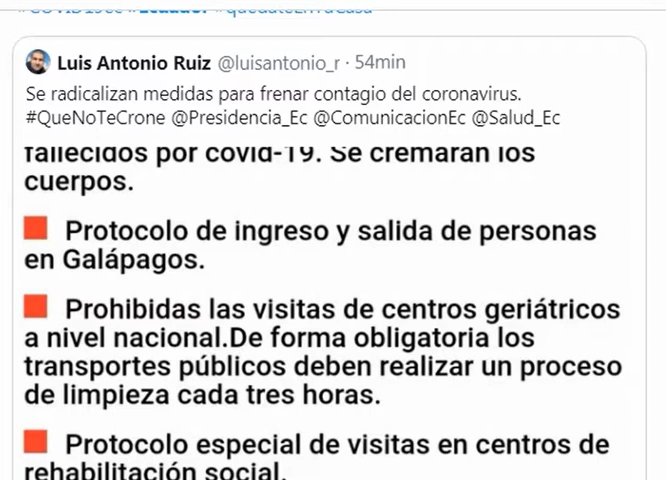 #COVID19ec #Ecuador #quedateEnTuCasa
Luis Antonio Ruiz @luisantonio_r · 54min
Se radicalizan medidas para frenar contagio del coronavirus.
#QueNoTeCrone @Presidencia_Ec @ComunicacionEc @Salud_Ec
fallecidos por covid-19. Se cremarán los
cuerpos.
Protocolo de ingreso y salida de personas
en Galápagos.
Prohibidas las visitas de centros geriátricos
a nivel nacional.De forma obligatoria los
transportes públicos deben realizar un proceso
de limpieza cada tres horas.
Protocolo especial de visitas en centros de
rehabilitación social.